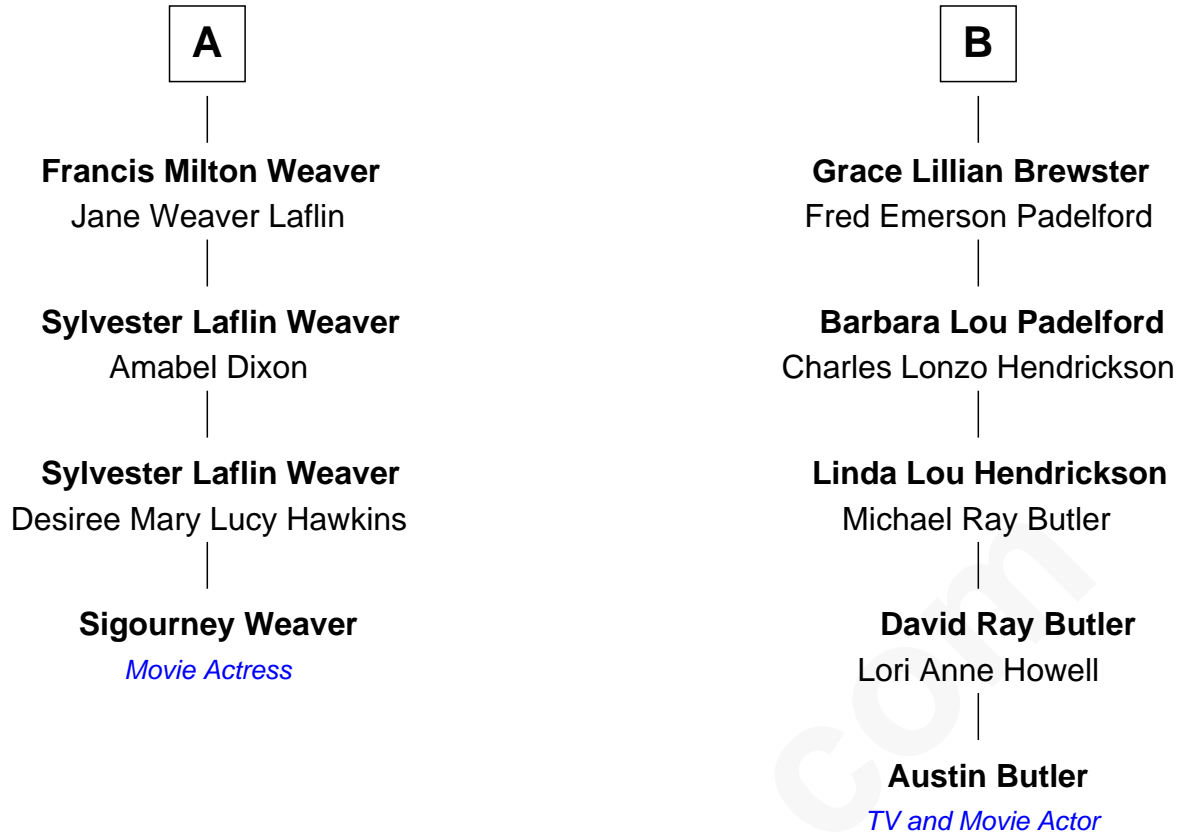 A
Francis Milton Weaver
Jane Weaver Laflin
Sylvester Laflin Weaver
Amabel Dixon
Sylvester Laflin Weaver
Desiree Mary Lucy Hawkins
Sigourney Weaver
Movie Actress
B
Grace Lillian Brewster
Fred Emerson Padelford
Barbara Lou Padelford
Charles Lonzo Hendrickson
Linda Lou Hendrickson
Michael Ray Butler
David Ray Butler
Lori Anne Howell
Austin Butler
TV and Movie Actor
com